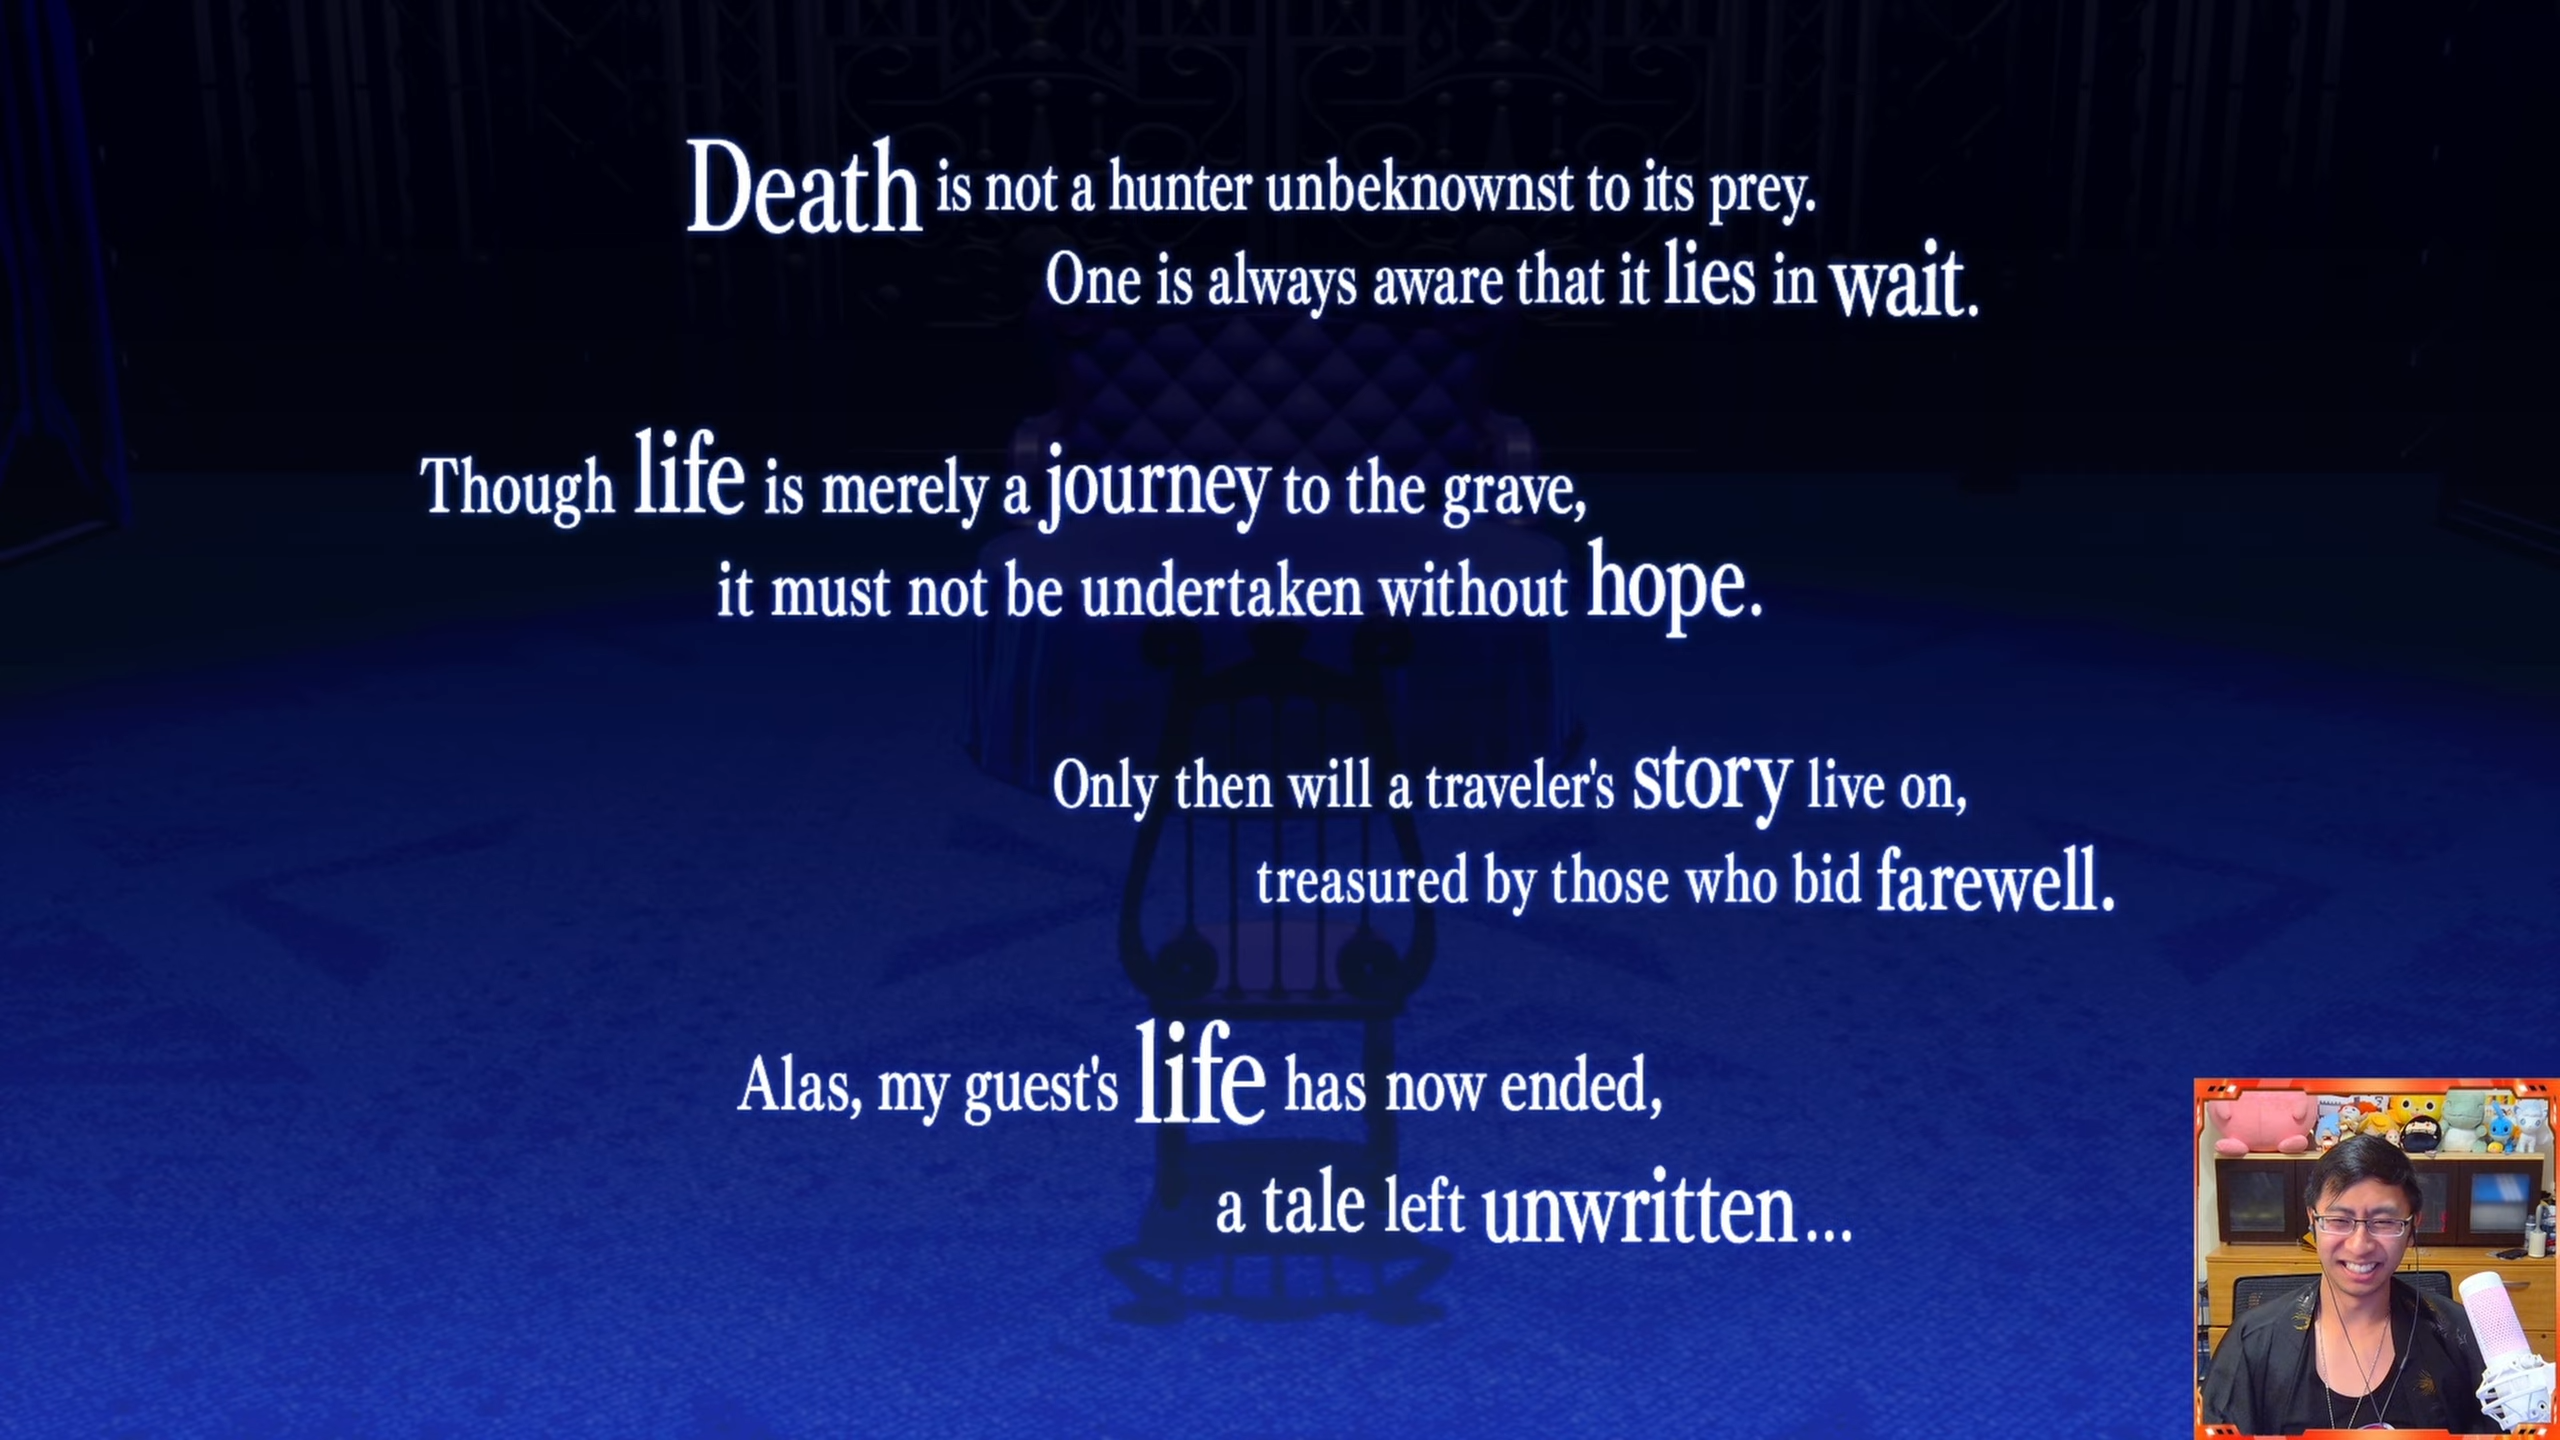 Death is not a hunter unbeknownst to its prey.
One is always aware that it lies in wait.
Though life is merely a journey to the grave,
it must not be undertaken without hope.
Only then will a traveler's story live on,
treasured by those who bid farewell.
Alas, my guest's life has now ended,
a tale left unwritten...